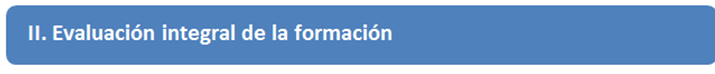 II. Evaluación integral de la formación